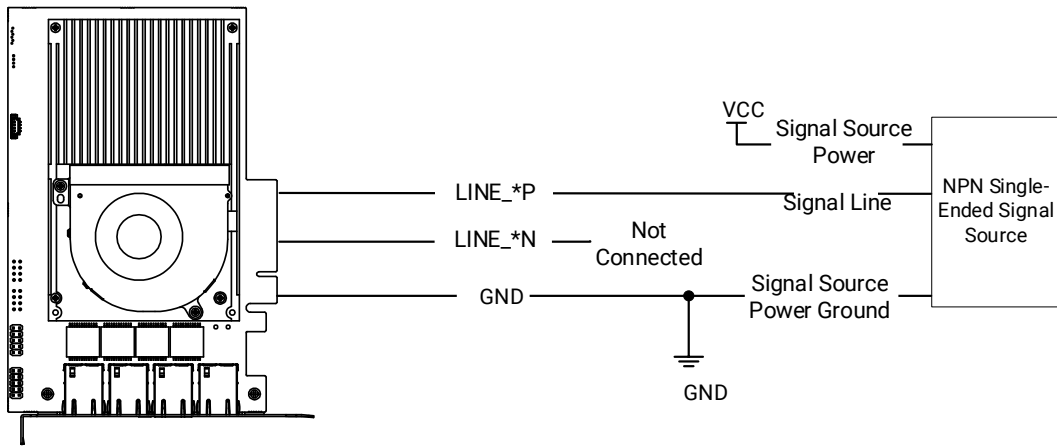 VCC
Signal Source
Power
LINE_*P
Signal Line
NPN Single-
Ended Signal
Source
LINE_*N
Not
Connected
GND
Signal Source
Power Ground
GND